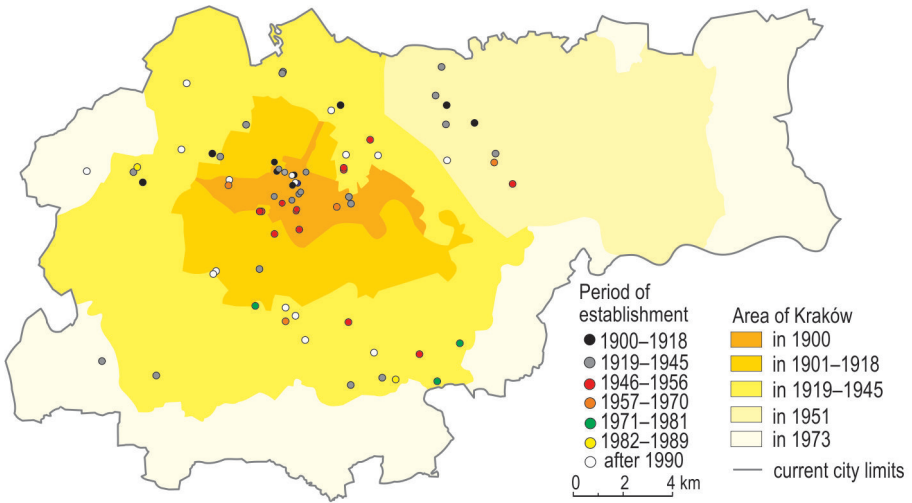 Period of
establishment
1900–1918
1919–1945
1946–1956
1957–1970
1971–1981
1982–1989
after 1990
0 2 4 km
Area of Kraków
in 1900
in 1901–1918
in 1919–1945
in 1951
in 1973
current city limits